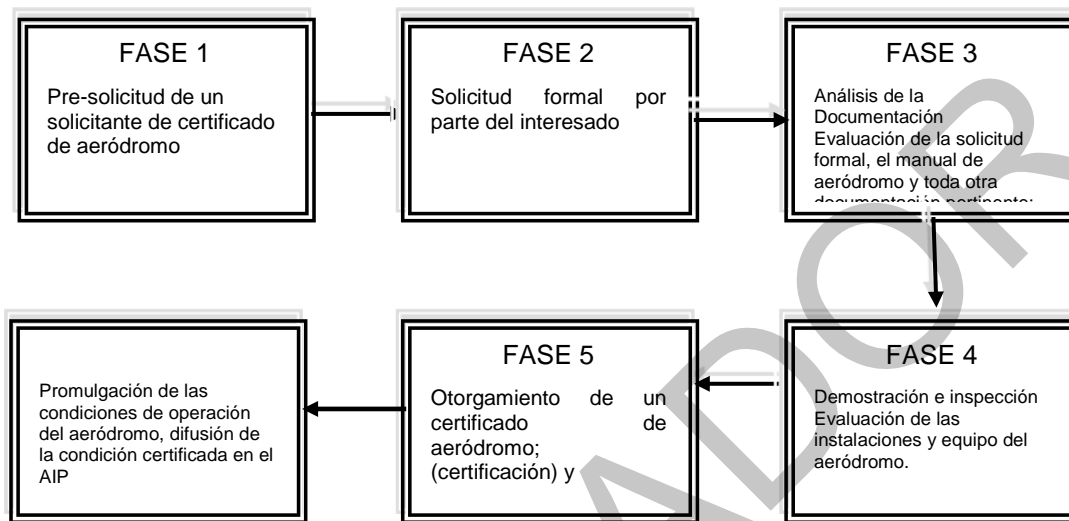 FASE 1
Pre-solicitud de un
solicitante de certificado
de aeródromo
FASE 2
Solicitud formal por
parte del interesado
FASE 3
Análisis de la
Documentación
Evaluación de la solicitud
formal, el manual de
aeródromo y toda otra
documentación pertinente;
FASE 4
Demostración e inspección
Evaluación de las
instalaciones y equipo del
aeródromo.
FASE 5
Otorgamiento de un
certificado de
aeródromo;
(certificación) y
Promulgación de las
condiciones de operación
del aeródromo, difusión de
la condición certificada en el
AIP
ADOR